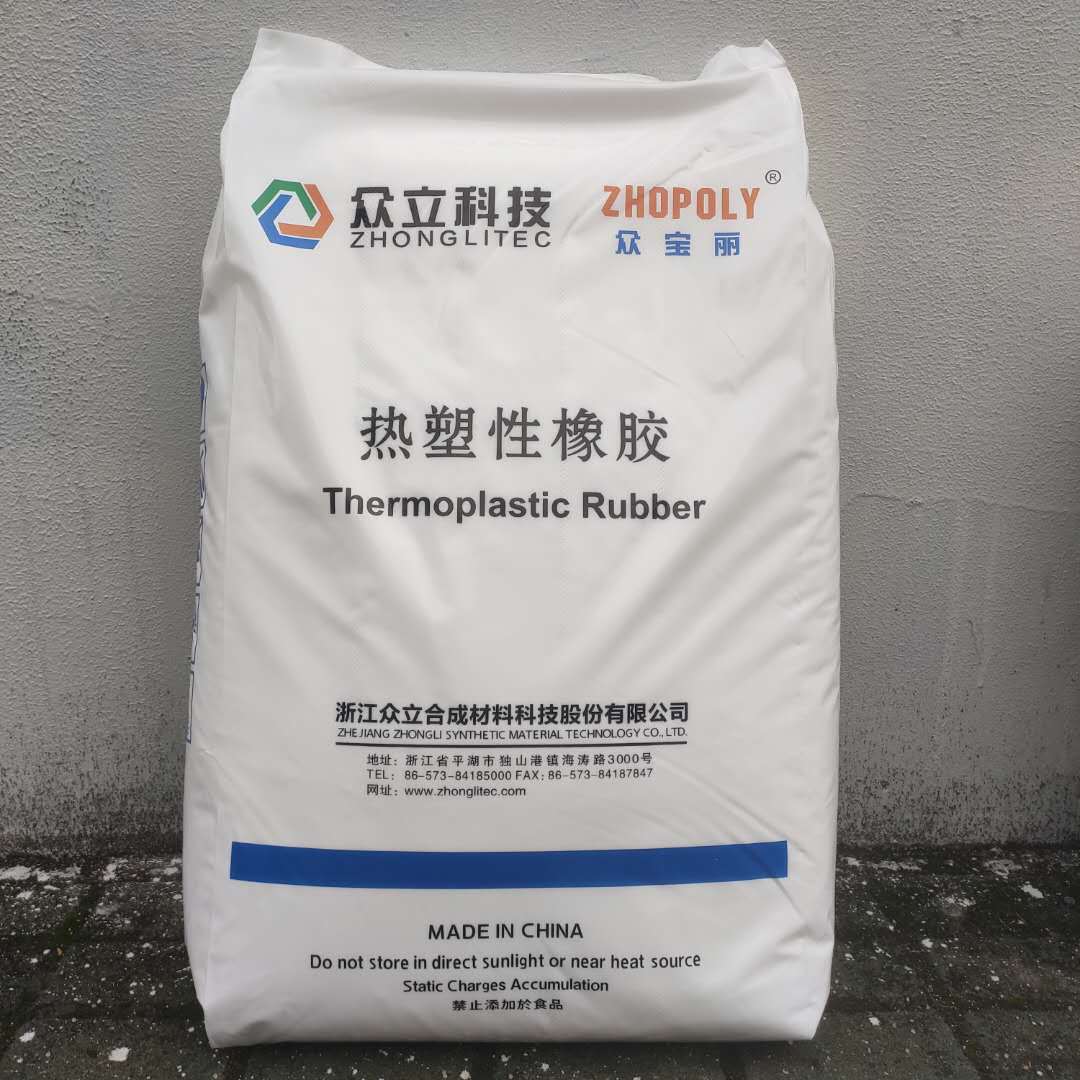 众立科技
ZHONGLITEC
ZHOPOLY®
众宝丽
热塑性橡胶
Thermoplastic Rubber
浙江众立合成材料科技股份有限公司
ZHEJIANG ZHONGLI SYNTHETIC MATERIAL TECHNOLOGY CO., LTD.
地址：浙江省平湖市独山港镇海涛路3000号
TEL：86-573-84185000 FAX：86-573-84187847
网址：www.zhonglitec.com
MADE IN CHINA
Do not store in direct sunlight or near heat source
Static Charges Accumulation
禁止添加於食品